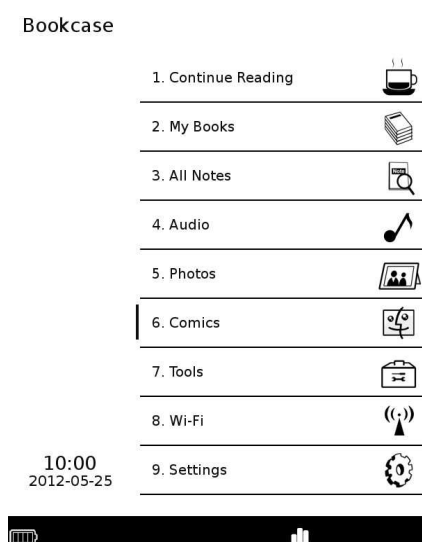 Bookcase
1. Continue Reading
2. My Books
3. All Notes
4. Audio
5. Photos
6. Comics
7. Tools
8. Wi-Fi
9. Settings
10:00
2012-05-25